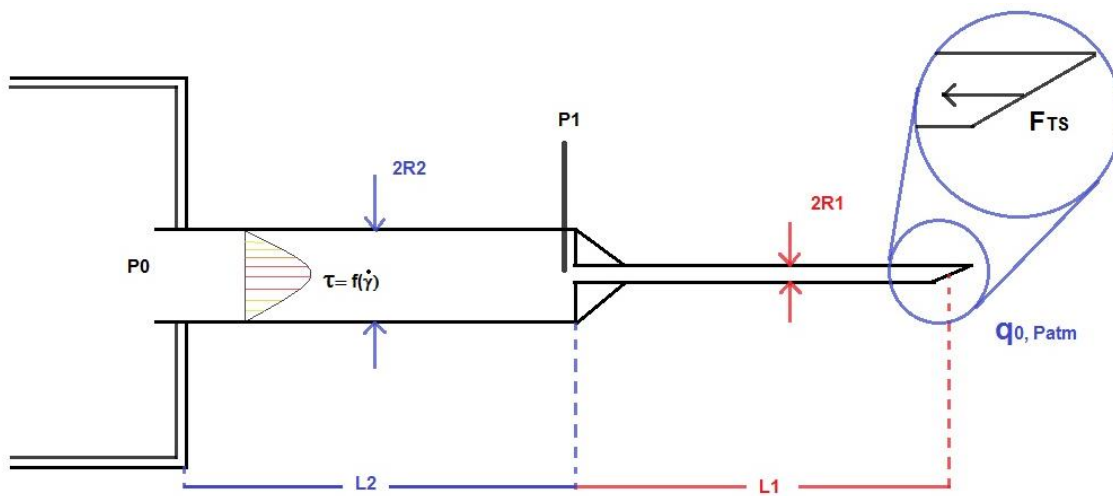 P1
2R2
FTS
2R1
P0
τ= f(γ̇)
q0, Patm
L2
L1